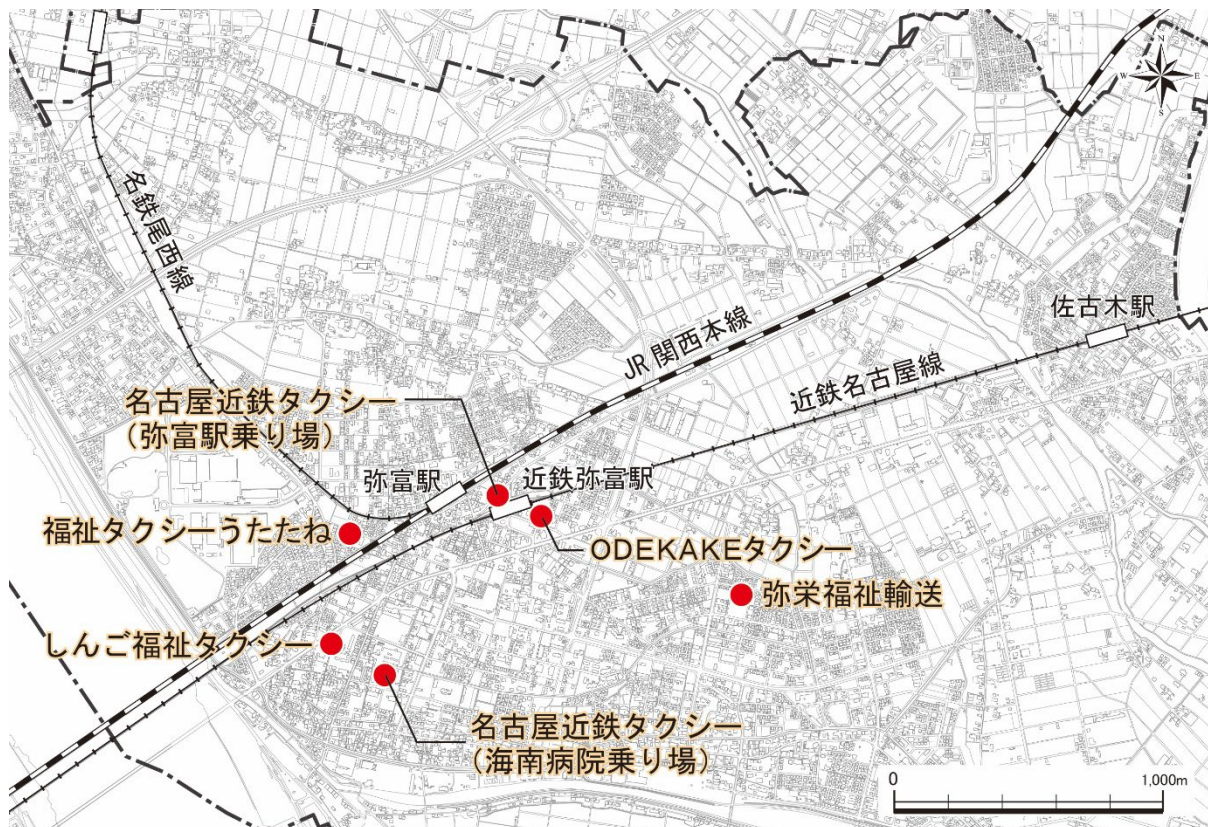 N
W
E
S
名鉄尾西線
佐古木駅
JR関西本線
近鉄名古屋線
名古屋近鉄タクシー
(弥富駅乗り場)
弥富駅
近鉄弥富駅
福祉タクシーうたたね
ODEKAKEタクシー
弥栄福祉輸送
しんご福祉タクシー
名古屋近鉄タクシー
(海南病院乗り場)
0
1,000m